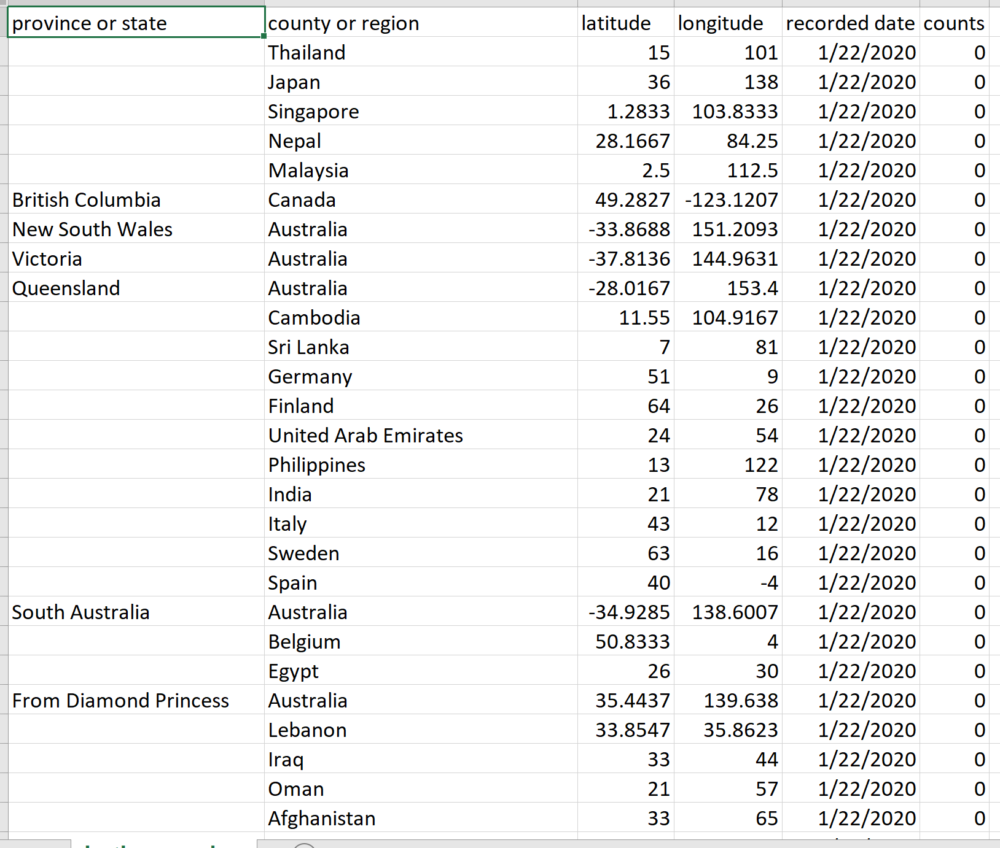 province or state county or region latitude longitude recorded date counts
Thailand 15 101 1/22/2020 0
Japan 36 138 1/22/2020 0
Singapore 1.2833 103.8333 1/22/2020 0
Nepal 28.1667 84.25 1/22/2020 0
Malaysia 2.5 112.5 1/22/2020 0
British Columbia Canada 49.2827 -123.1207 1/22/2020 0
New South Wales Australia -33.8688 151.2093 1/22/2020 0
Victoria Australia -37.8136 144.9631 1/22/2020 0
Queensland Australia -28.0167 153.4 1/22/2020 0
Cambodia 11.55 104.9167 1/22/2020 0
Sri Lanka 7 81 1/22/2020 0
Germany 51 9 1/22/2020 0
Finland 64 26 1/22/2020 0
United Arab Emirates 24 54 1/22/2020 0
Philippines 13 122 1/22/2020 0
India 21 78 1/22/2020 0
Italy 43 12 1/22/2020 0
Sweden 63 16 1/22/2020 0
Spain 40 -4 1/22/2020 0
South Australia Australia -34.9285 138.6007 1/22/2020 0
Belgium 50.8333 4 1/22/2020 0
Egypt 26 30 1/22/2020 0
From Diamond Princess Australia 35.4437 139.638 1/22/2020 0
Lebanon 33.8547 35.8623 1/22/2020 0
Iraq 33 44 1/22/2020 0
Oman 21 57 1/22/2020 0
Afghanistan 33 65 1/22/2020 0